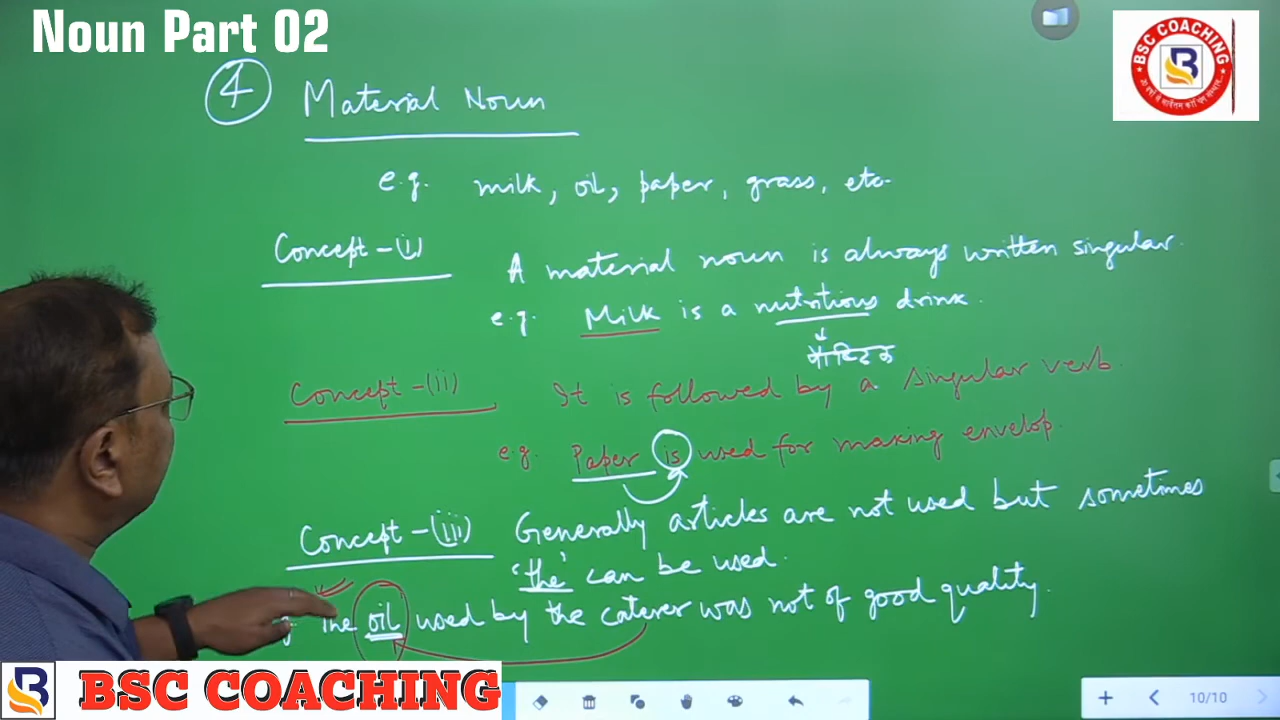 Noun Part 02
BSC COACHING
4 Material Noun
e.g. milk, oil, paper, grass, etc.
Concept-(i) A material noun is always written singular.
e.g. Milk is a nutritious drink.
Concept-(ii) It is followed by a singular verb.
e.g. Paper is used for making envelop.
Concept-(iii) Generally articles are not used but sometimes
'the' can be used.
The oil used by the caterer was not of good quality.
BSC COACHING
10/10